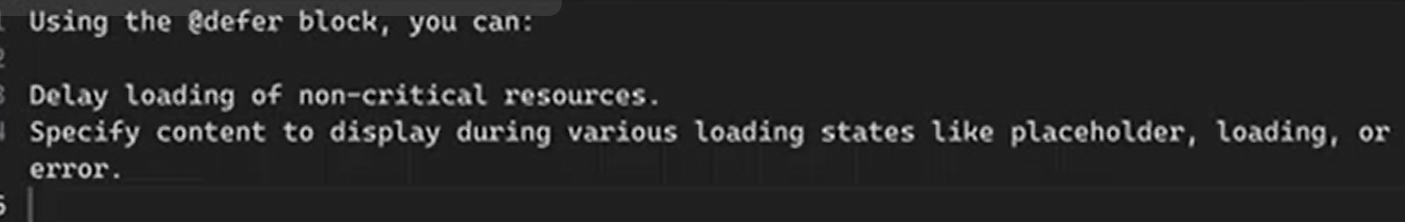 Using the @defer block, you can:
Delay loading of non-critical resources.
Specify content to display during various loading states like placeholder, loading, or
error.